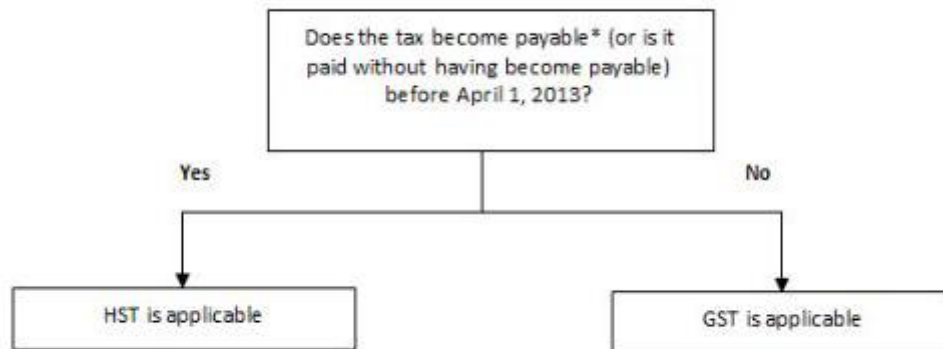 Does the tax become payable* (or is it
paid without having become payable)
before April 1, 2013?
Yes
No
HST is applicable
GST is applicable